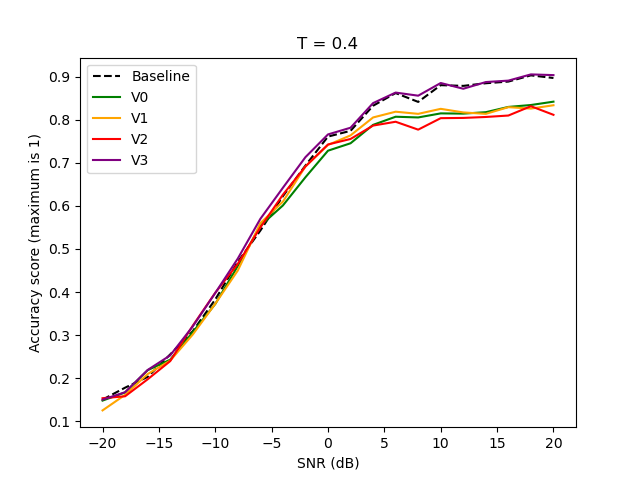 T = 0.4
Accuracy score (maximum is 1)
0.9
0.8
0.7
0.6
0.5
0.4
0.3
0.2
0.1
Baseline
V0
V1
V2
V3
−20 −15 −10 −5 0 5 10 15 20
SNR (dB)